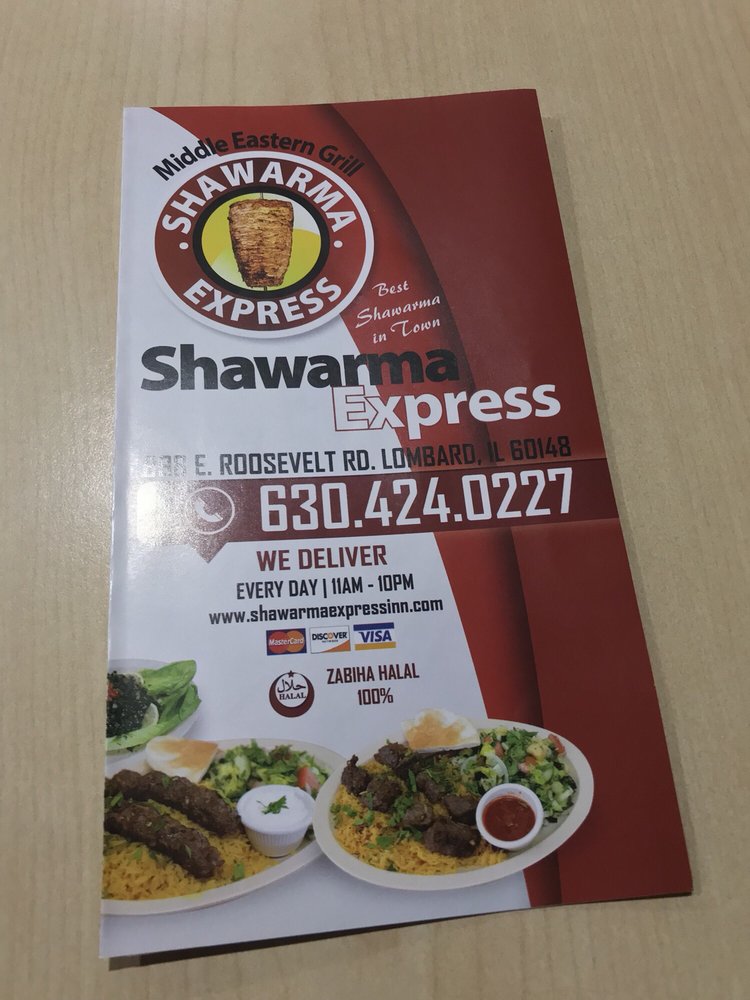 Middle Eastern Grill
· SHAWARMA ·
EXPRESS
Best
Shawarma
in Town
Shawarma
Express
E. ROOSEVELT RD. LOMBARD, IL 60148
630.424.0227
WE DELIVER
EVERY DAY | 11AM - 10PM
www.shawarmaexpressinn.com
MasterCard DISCOVER VISA
حلال
HALAL
ZABIHA HALAL
100%